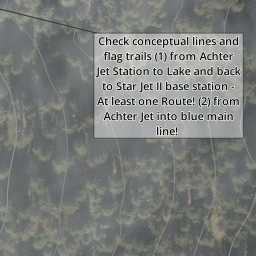 Check conceptual lines and
flag trails (1) from Achter
Jet Station to Lake and back
to Star Jet II base station -
At least one Route! (2) from
Achter Jet into blue main
line!